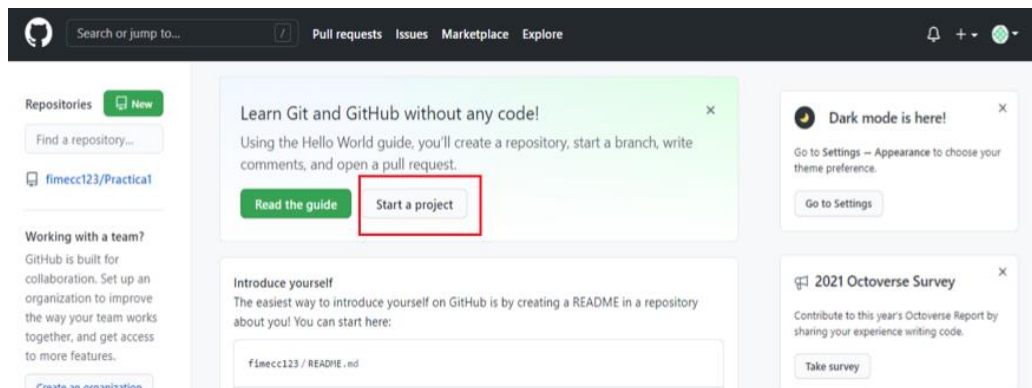 Search or jump to... /
Pull requests Issues Marketplace Explore
Repositories New
Find a repository...
fimecc123/Practica1
Working with a team?
GitHub is built for
collaboration. Set up an
organization to improve
the way your team works
together, and get access
to more features.
Create an organization
Learn Git and GitHub without any code!
Using the Hello World guide, you'll create a repository, start a branch, write
comments, and open a pull request.
Read the guide Start a project
Introduce yourself
The easiest way to introduce yourself on GitHub is by creating a README in a repository
about you! You can start here:
fimecc123 / README.md
Dark mode is here!
Go to Settings — Appearance to choose your
theme preference.
Go to Settings
2021 Octoverse Survey
Contribute to this year's Octoverse Report by
sharing your experience writing code.
Take survey